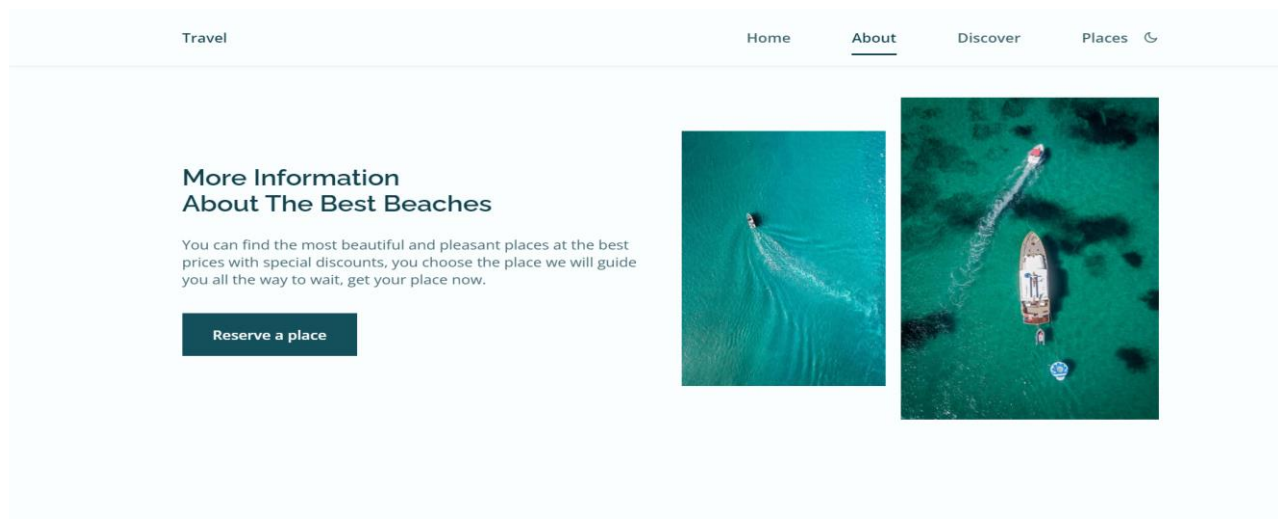 Travel
Home
About
Discover
Places
More Information
About The Best Beaches
You can find the most beautiful and pleasant places at the best
prices with special discounts, you choose the place we will guide
you all the way to wait, get your place now.
Reserve a place